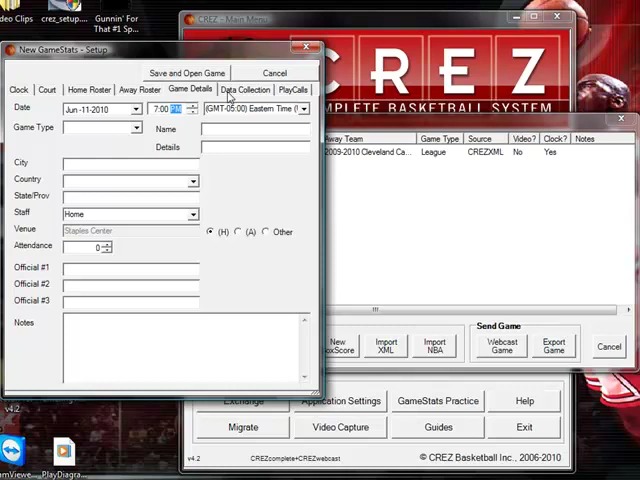 Video Clips
crez_setup....
Gunnin' For
That #1 Sp...
CREZ - Main Menu
CREZ
COMPLETE BASKETBALL SYSTEM
New GameStats - Setup
Save and Open Game
Cancel
Clock
Court
Home Roster
Away Roster
Game Details
Data Collection
PlayCalls
Date
Jun -11-2010
7:00 PM
(GMT-05:00) Eastern Time (
Game Type
Name
Details
City
Country
State/Prov
Staff
Home
Venue
Staples Center
(H)
(A)
Other
Attendance
0
Official #1
Official #2
Official #3
Notes
Away Team
Game Type
Source
Video?
Clock?
Notes
2009-2010 Cleveland Ca...
League
CREZXML
No
Yes
New
BoxScore
Import
XML
Import
NBA
Send Game
Webcast
Game
Export
Game
Cancel
Exchange
Application Settings
GameStats Practice
Help
Migrate
Video Capture
Guides
Exit
v4.2
CREZcomplete+CREZwebcast
© CREZ Basketball Inc., 2006-2010
v4.2
amViewe...
PlayDiagra...